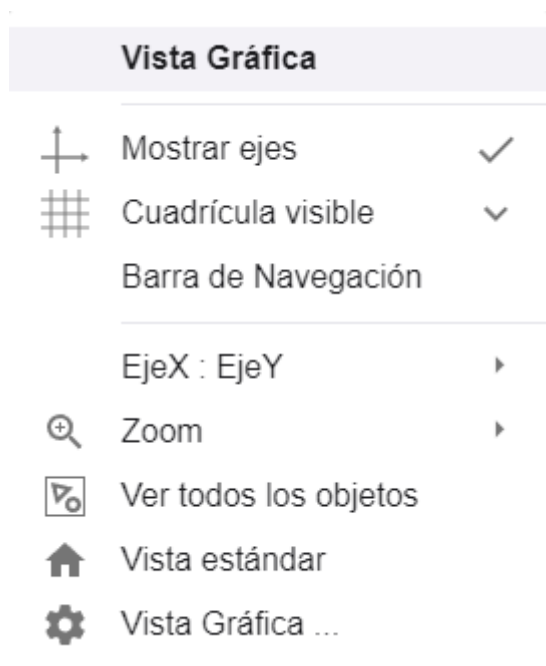 Vista Gráfica
Mostrar ejes
Cuadrícula visible
Barra de Navegación
EjeX : EjeY
Zoom
Ver todos los objetos
Vista estándar
Vista Gráfica ...